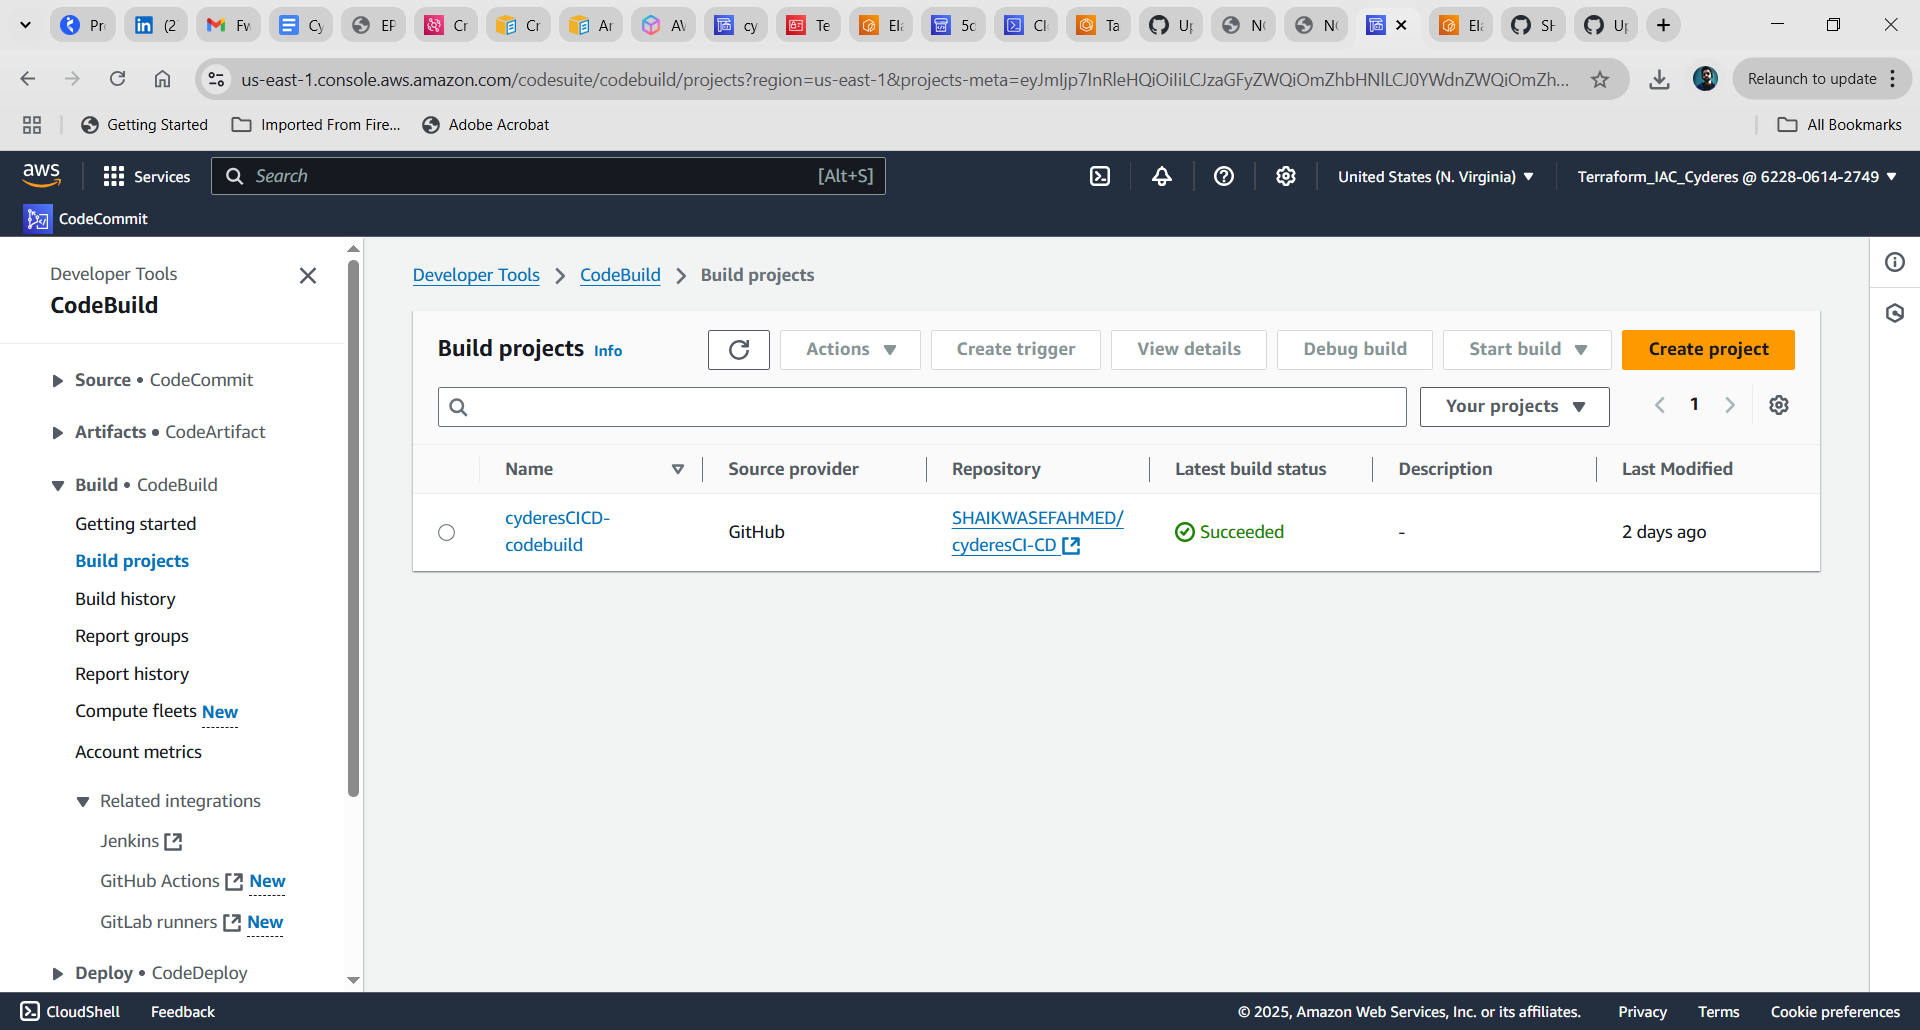 Pr
(2
Fw
Cy
EP
Cr
Cr
Ar
AV
cy
Te
Ela
5c
Cl
Ta
Up
NC
NC
Ela
SH
Up
us-east-1.console.aws.amazon.com/codesuite/codebuild/projects?region=us-east-1&projects-meta=eyJmIjp7InRleHQiOiIiLCJzaGFyZWQiOmZhbHNlLCJ0YWdnZWQiOmZh...
Relaunch to update
Getting Started
Imported From Fire...
Adobe Acrobat
All Bookmarks
aws
Services
Search
[Alt+S]
United States (N. Virginia)
Terraform_IAC_Cyderes @ 6228-0614-2749
CodeCommit
Developer Tools
CodeBuild
Source • CodeCommit
Artifacts • CodeArtifact
Build • CodeBuild
Getting started
Build projects
Build history
Report groups
Report history
Compute fleets New
Account metrics
Related integrations
Jenkins
GitHub Actions New
GitLab runners New
Deploy • CodeDeploy
Developer Tools > CodeBuild > Build projects
Build projects Info
Actions
Create trigger
View details
Debug build
Start build
Create project
Your projects
1
Name
Source provider
Repository
Latest build status
Description
Last Modified
cyderesCICD-
codebuild
GitHub
SHAIKWASEFAHMED/
cyderesCI-CD
Succeeded
-
2 days ago
CloudShell
Feedback
© 2025, Amazon Web Services, Inc. or its affiliates.
Privacy
Terms
Cookie preferences